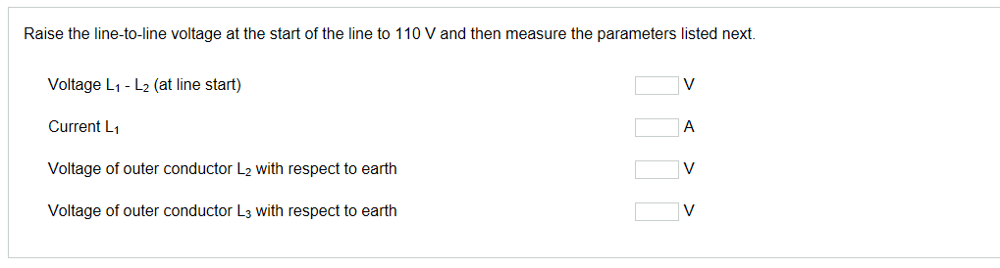 Raise the line-to-line voltage at the start of the line to 110 V and then measure the parameters listed next.
Voltage L₁ - L₂ (at line start) V
Current L₁ A
Voltage of outer conductor L₂ with respect to earth V
Voltage of outer conductor L₃ with respect to earth V